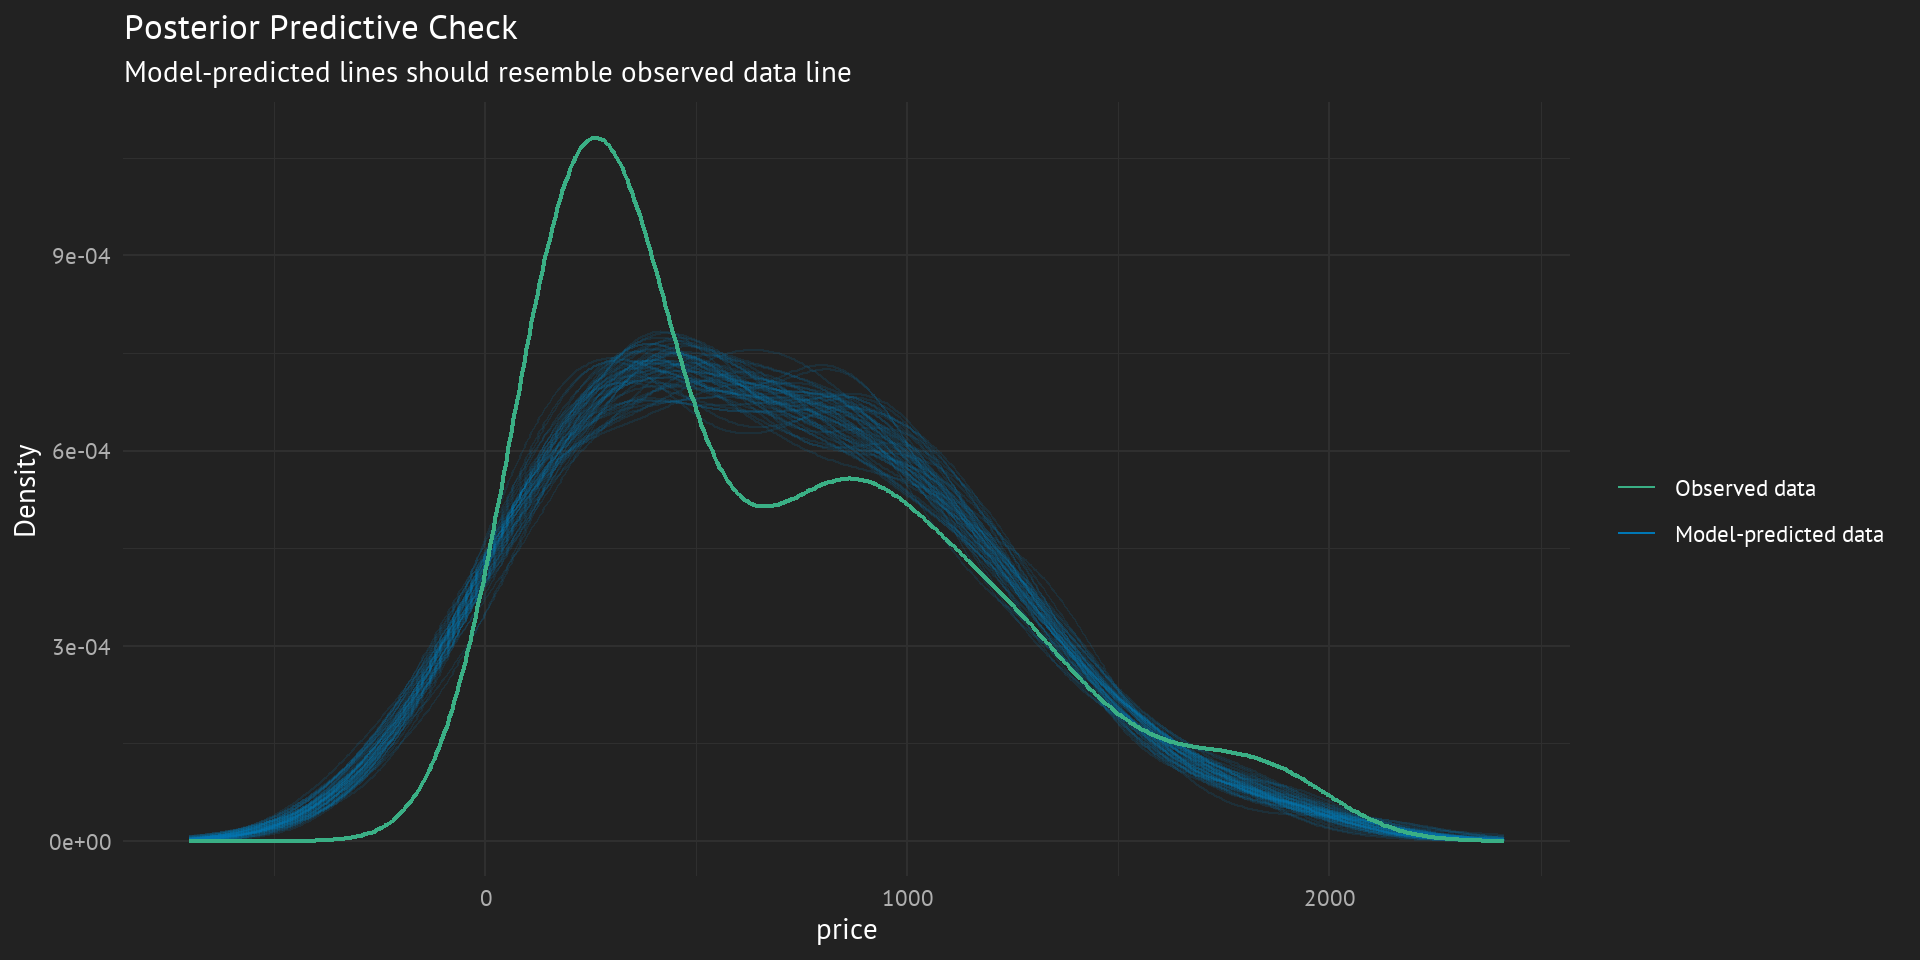 Posterior Predictive Check
Model-predicted lines should resemble observed data line
9e-04
6e-04
3e-04
0e+00
Density
0
1000
2000
price
Observed data
Model-predicted data